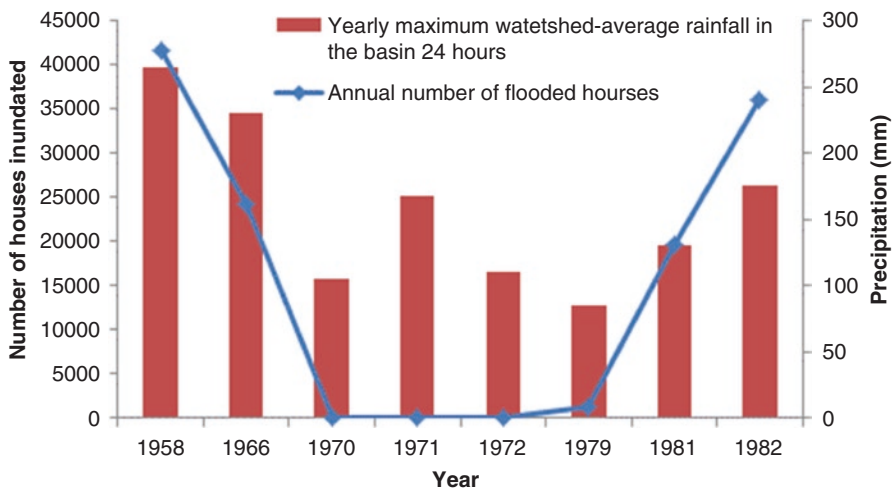 Yearly maximum watetshed-average rainfall in
the basin 24 hours
Annual number of flooded hourses
Number of houses inundated
45000
40000
35000
30000
25000
20000
15000
10000
5000
0
300
250
200
150
100
50
0
Precipitation (mm)
1958 1966 1970 1971 1972 1979 1981 1982
Year